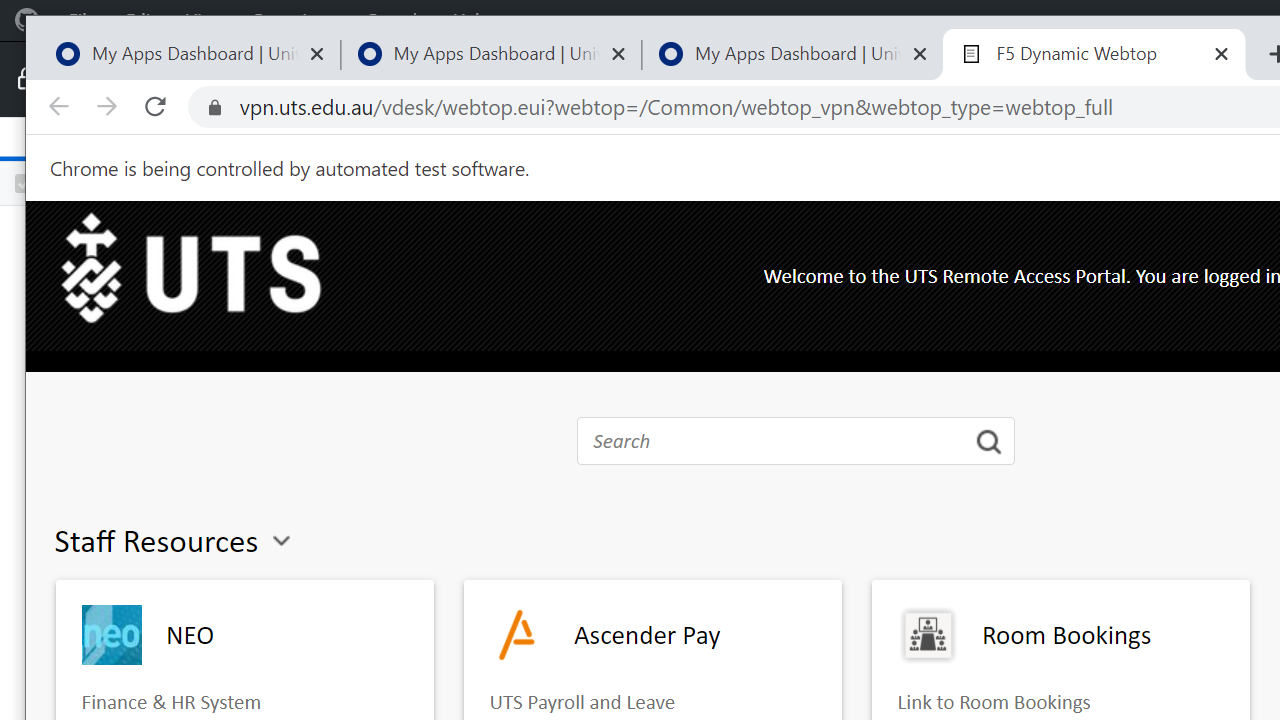 My Apps Dashboard | Uni
My Apps Dashboard | Uni
My Apps Dashboard | Uni
F5 Dynamic Webtop
vpn.uts.edu.au/vdesk/webtop.eui?webtop=/Common/webtop_vpn&webtop_type=webtop_full
Chrome is being controlled by automated test software.
UTS
Welcome to the UTS Remote Access Portal. You are logged in
Search
Staff Resources
neo
NEO
Ascender Pay
Room Bookings
Finance & HR System
UTS Payroll and Leave
Link to Room Bookings